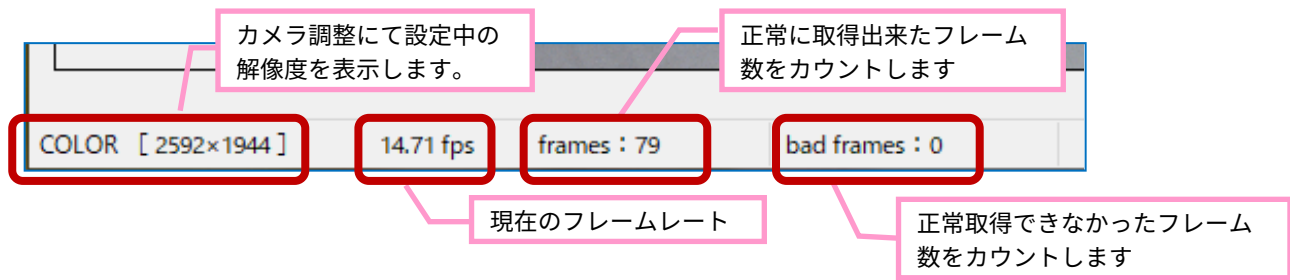 カメラ調整にて設定中の
解像度を表示します。
正常に取得出来たフレーム
数をカウントします
COLOR [ 2592×1944 ]
14.71 fps
frames：79
bad frames：0
現在のフレームレート
正常取得できなかったフレーム
数をカウントします